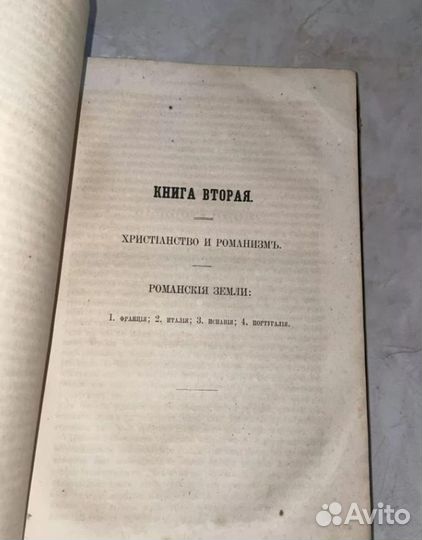 КНИГА ВТОРАЯ.
ХРИСТІАНСТВО И РОМАНИЗМЪ.
РОМАНСКІЯ ЗЕМЛИ:
1. ФРАНЦІЯ; 2. ИТАЛІЯ; 3. ИСПАНІЯ; 4. ПОРТУГАЛІЯ.
Avito